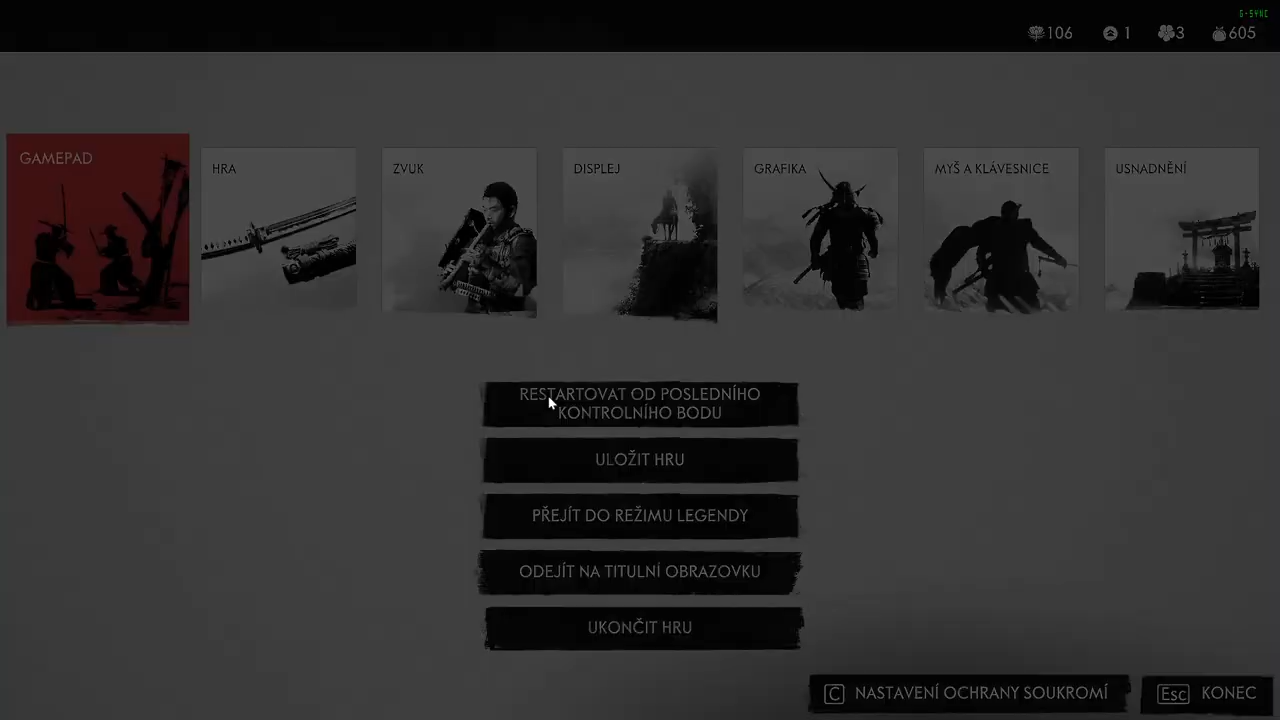 G-SYNC
106 1 3 605
GAMEPAD
HRA
ZVUK
DISPLEJ
GRAFIKA
MYŠ A KLÁVESNICE
USNADNĚNÍ
RESTARTOVAT OD POSLEDNÍHO
KONTROLNÍHO BODU
ULOŽIT HRU
PŘEJÍT DO REŽIMU LEGENDY
ODEJÍT NA TITULNÍ OBRAZOVKU
UKONČIT HRU
C NASTAVENÍ OCHRANY SOUKROMÍ Esc KONEC